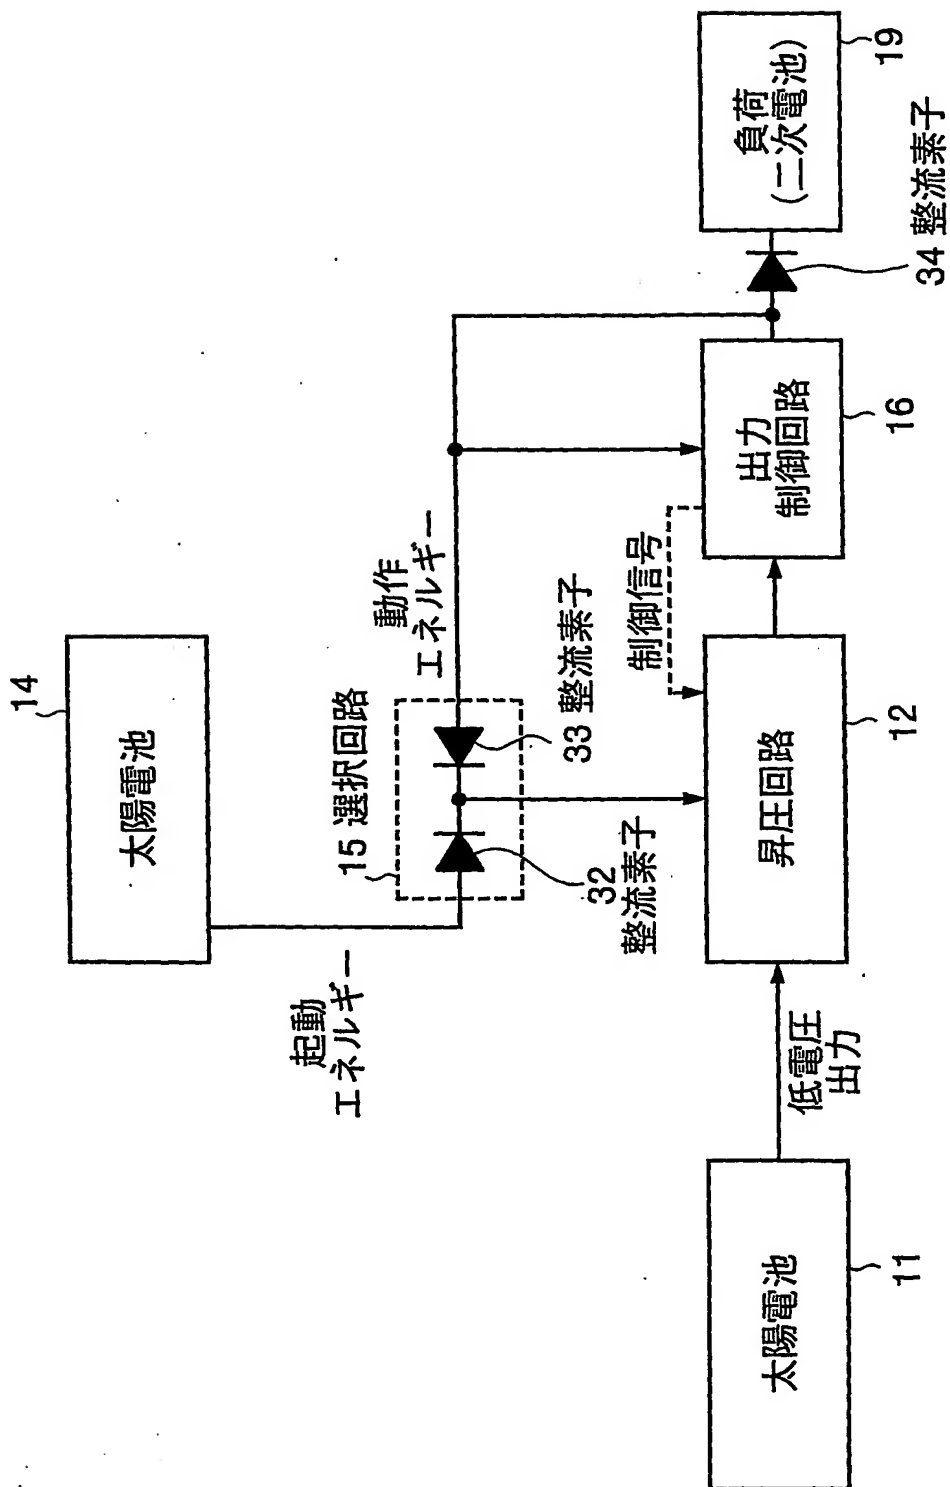 14
太陽電池
起動
エネルギー
15 選択回路
動作
エネルギー
32
整流素子
33 整流素子
制御信号
太陽電池
11
低電圧
出力
昇圧回路
12
出力
制御回路
16
34 整流素子
負荷
(二次電池)
19